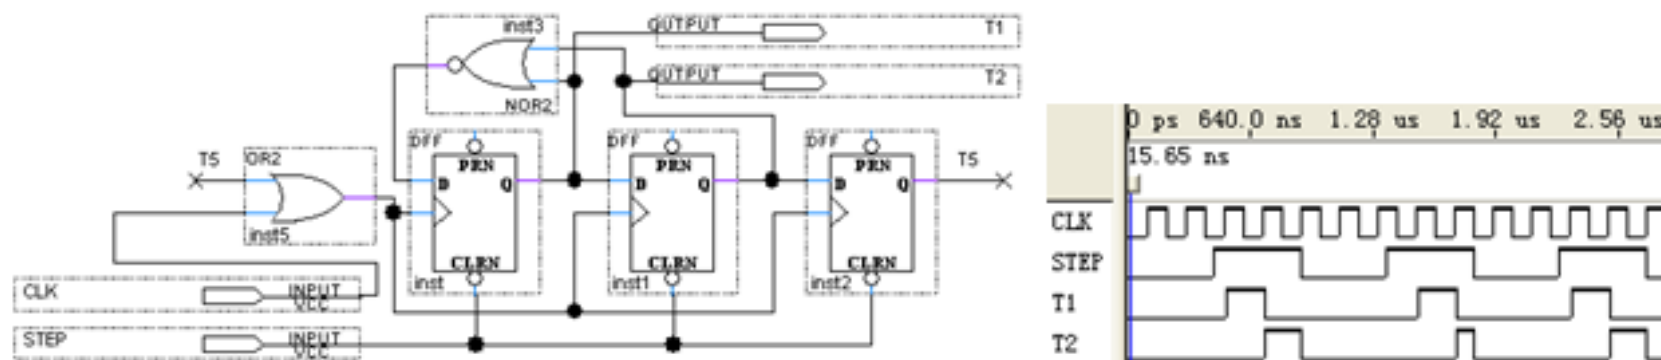 inst3
OUTPUT T1
OUTPUT T2
NOR2
T5
OR2
inst5
DFF
PRN
D Q
CLRN
inst
DFF
PRN
D Q
CLRN
inst1
DFF
PRN
D Q
CLRN
inst2
T5
CLK INPUT
VCC
STEP INPUT
VCC
0 ps 640.0 ns 1.28 us 1.92 us 2.56 us
15.65 ns
CLK
STEP
T1
T2